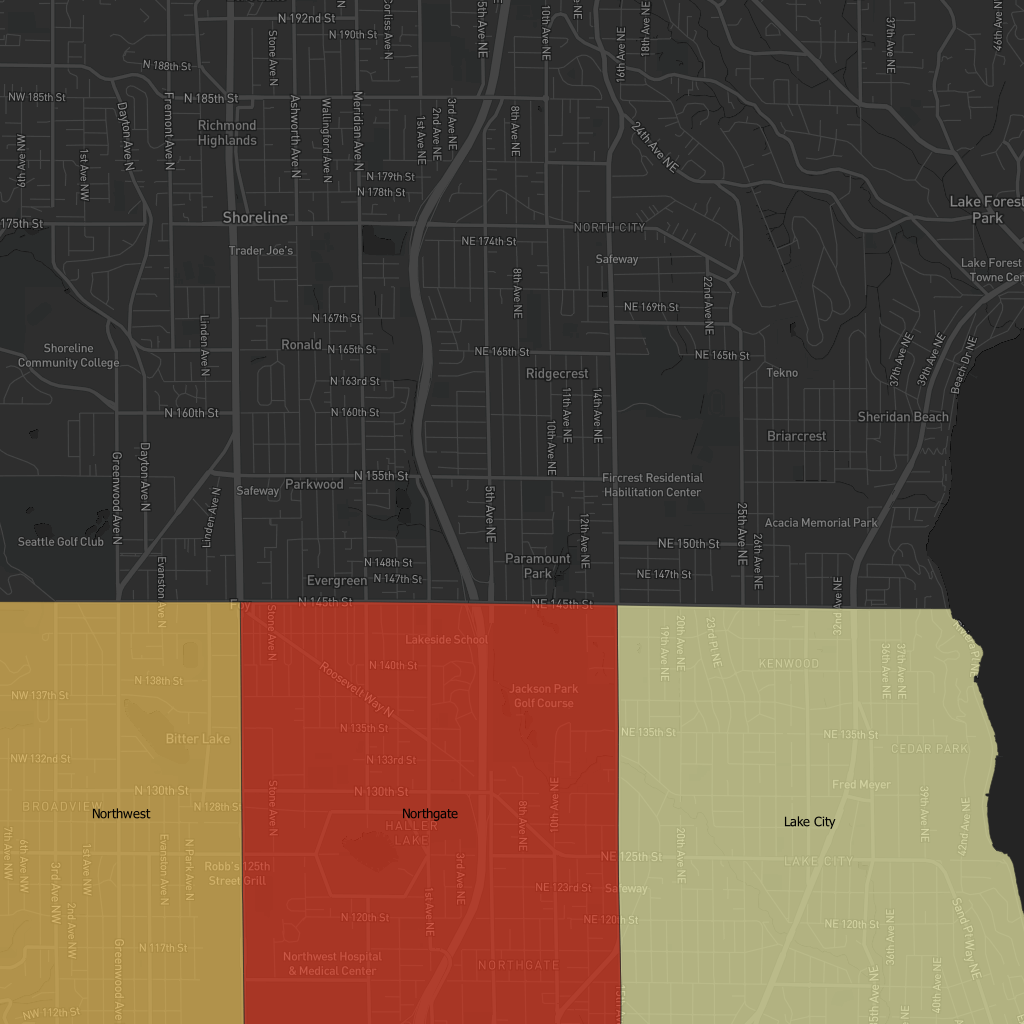 N 192nd St
N 190th St
Corliss Ave N
Stone Ave N
5th Ave NE
10th Ave NE
16th Ave NE
18th Ave NE
37th Ave NE
46th Ave N
N 188th St
NW 185th St
N 185th St
Dayton Ave N
Fremont Ave N
Richmond
Highlands
Ashworth Ave N
Wallingford Ave N
Meridian Ave N
1st Ave NE
2nd Ave NE
3rd Ave NE
8th Ave NE
24th Ave NE
6th Ave NW
1st Ave NW
N 179th St
N 178th St
Lake Forest
Park
175th St
Shoreline
NORTH CITY
NE 174th St
Trader Joe's
Safeway
Lake Forest
Towne Cen
8th Ave NE
22nd Ave NE
NE 169th St
N 167th St
Linden Ave N
Ronald
N 165th St
NE 165th St
NE 165th St
Shoreline
Community College
Ridgecrest
Tekno
37th Ave NE
39th Ave NE
Beach Dr NE
N 163rd St
N 160th St
N 160th St
11th Ave NE
14th Ave NE
10th Ave NE
Sheridan Beach
Briarcrest
Greenwood Ave N
Dayton Ave N
N 155th St
Parkwood
Safeway
Linden Ave N
Fircrest Residential
Habilitation Center
5th Ave NE
12th Ave NE
25th Ave NE
26th Ave NE
Acacia Memorial Park
Seattle Golf Club
NE 150th St
N 148th St
N 147th St
Evergreen
Paramount
Park
NE 147th St
Evanston Ave N
32nd Ave NE
N 145th St
NE 145th St
Stone Ave N
Lakeside School
19th Ave NE
20th Ave NE
23rd Pl NE
36th Ave NE
37th Ave NE
N 140th St
Roosevelt Way N
KENWOOD
N 138th St
NW 137th St
Jackson Park
Golf Course
N 135th St
NE 135th St
NE 135th St
Bitter Lake
CEDAR PARK
NW 132nd St
N 133rd St
N 130th St
N 130th St
Fred Meyer
BROADVIEW
N 128th St
Stone Ave N
8th Ave NE
10th Ave NE
39th Ave NE
42nd Ave NE
Northwest
Northgate
Lake City
HALLER
LAKE
7th Ave NW
6th Ave NW
3rd Ave NW
1st Ave NW
2nd Ave NW
Evanston Ave N
N Park Ave N
20th Ave NE
NE 125th St
LAKE CITY
Robb's 125th
Street Grill
3rd Ave NE
1st Ave NE
NE 123rd St
Safeway
N 120th St
NE 120th St
NE 120th St
36th Ave NE
Sand Pt Way NE
N 117th St
Greenwood Ave
Northwest Hospital
& Medical Center
NORTHGATE
40th Ave NE
NW 112th St